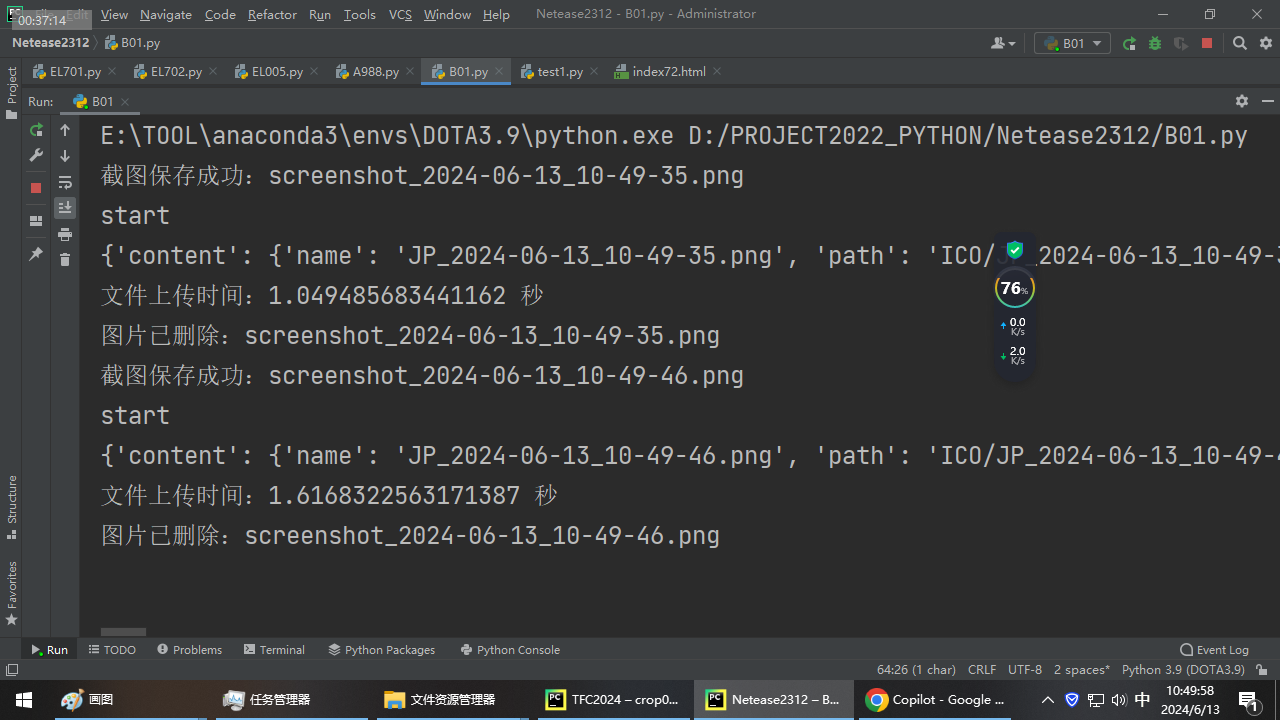 00:37:14
View Navigate Code Refactor Run Tools VCS Window Help Netease2312 - B01.py - Administrator
Netease2312 B01.py B01
EL701.py EL702.py EL005.py A988.py B01.py test1.py index72.html
Project
Run: B01
E:\TOOL\anaconda3\envs\DOTA3.9\python.exe D:/PROJECT2022_PYTHON/Netease2312/B01.py
截图保存成功：screenshot_2024-06-13_10-49-35.png
start
{'content': {'name': 'JP_2024-06-13_10-49-35.png', 'path': 'ICO/JP_2024-06-13_10-49-3
文件上传时间：1.049485683441162 秒
图片已删除：screenshot_2024-06-13_10-49-35.png
截图保存成功：screenshot_2024-06-13_10-49-46.png
start
{'content': {'name': 'JP_2024-06-13_10-49-46.png', 'path': 'ICO/JP_2024-06-13_10-49-4
文件上传时间：1.6168322563171387 秒
图片已删除：screenshot_2024-06-13_10-49-46.png
76%
0.0
K/s
2.0
K/s
Structure
Favorites
Run TODO Problems Terminal Python Packages Python Console Event Log
64:26 (1 char) CRLF UTF-8 2 spaces* Python 3.9 (DOTA3.9)
画图 任务管理器 文件资源管理器 TFC2024 – crop0... Netease2312 – B... Copilot - Google ... 中 10:49:58
2024/6/13 1